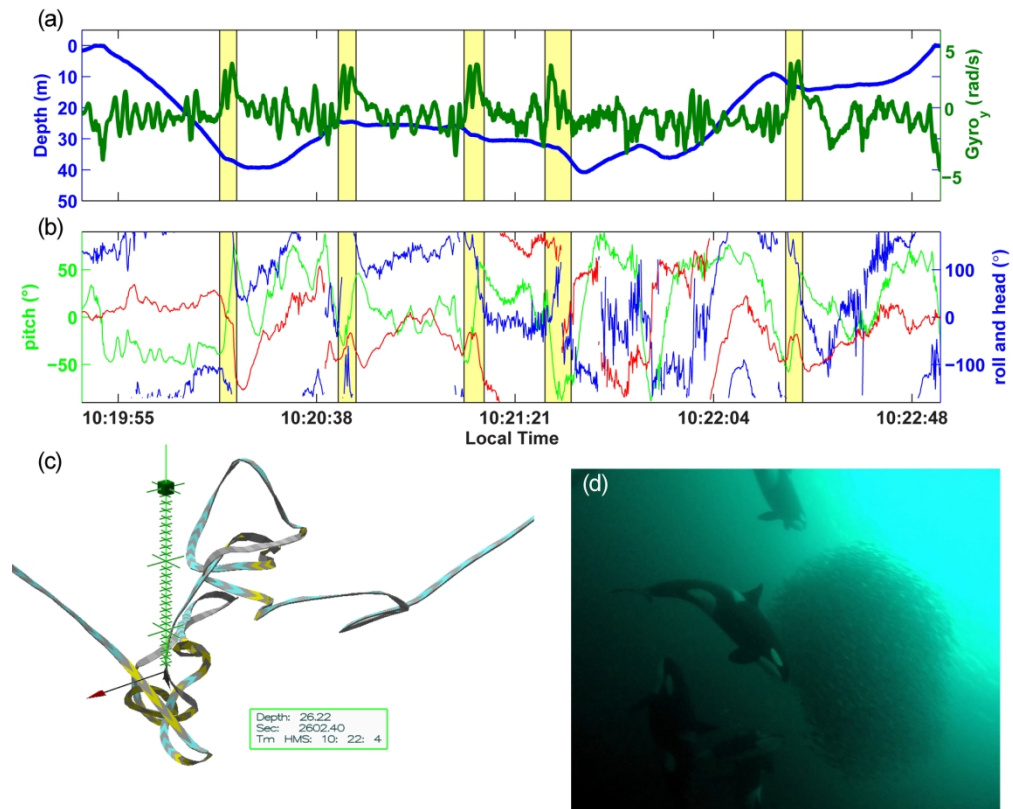 (a)
0
10
20
30
40
50
Depth (m)
5
0
−5
Gyroy (rad/s)
(b)
50
0
−50
pitch (°)
100
0
−100
roll and head (°)
10:19:55 10:20:38 10:21:21 10:22:04 10:22:48
Local Time
(c)
Depth: 26.22
Sec: 2602.40
Tm HMS: 10: 22: 4
(d)